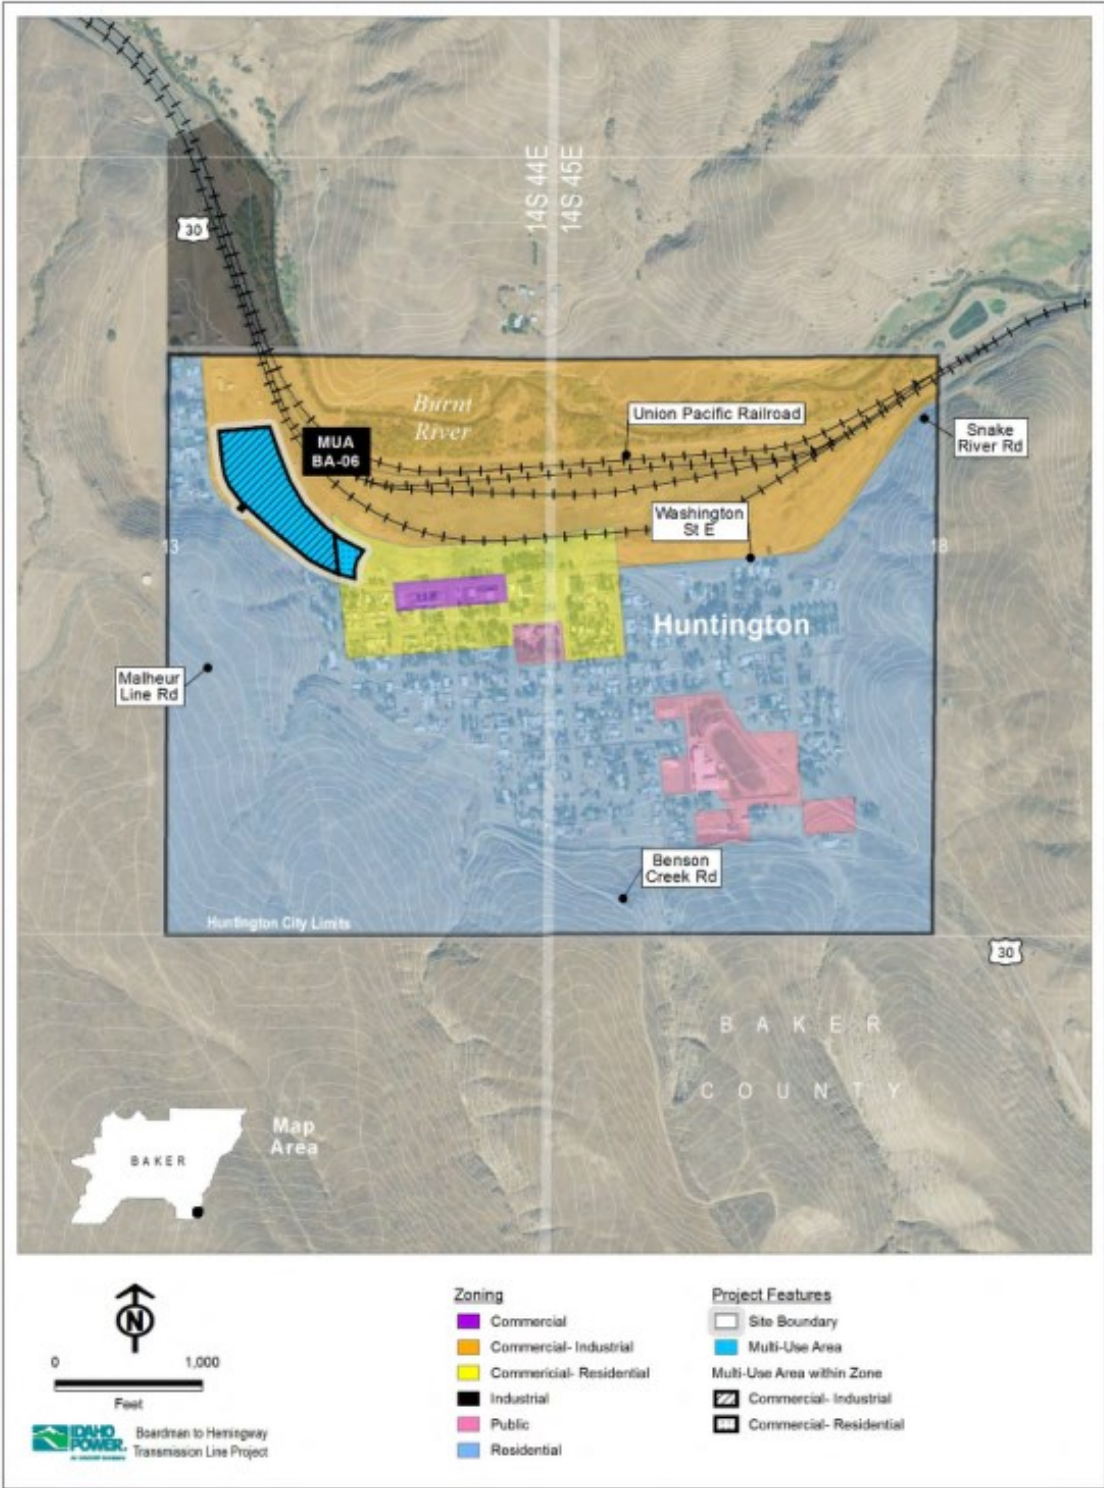 14S 44E
14S 45E
30
Burnt
River
Union Pacific Railroad
MUA
BA-06
Snake
River Rd
Washington
St E
13
18
Huntington
Malheur
Line Rd
Benson
Creek Rd
Huntington City Limits
30
BAKER
COUNTY
Map
Area
BAKER
N
0 1,000
Feet
IDAHO
POWER
Boardman to Hemingway
Transmission Line Project
Zoning
Commercial
Commercial- Industrial
Commericial- Residential
Industrial
Public
Residential
Project Features
Site Boundary
Multi-Use Area
Multi-Use Area within Zone
Commercial- Industrial
Commercial- Residential